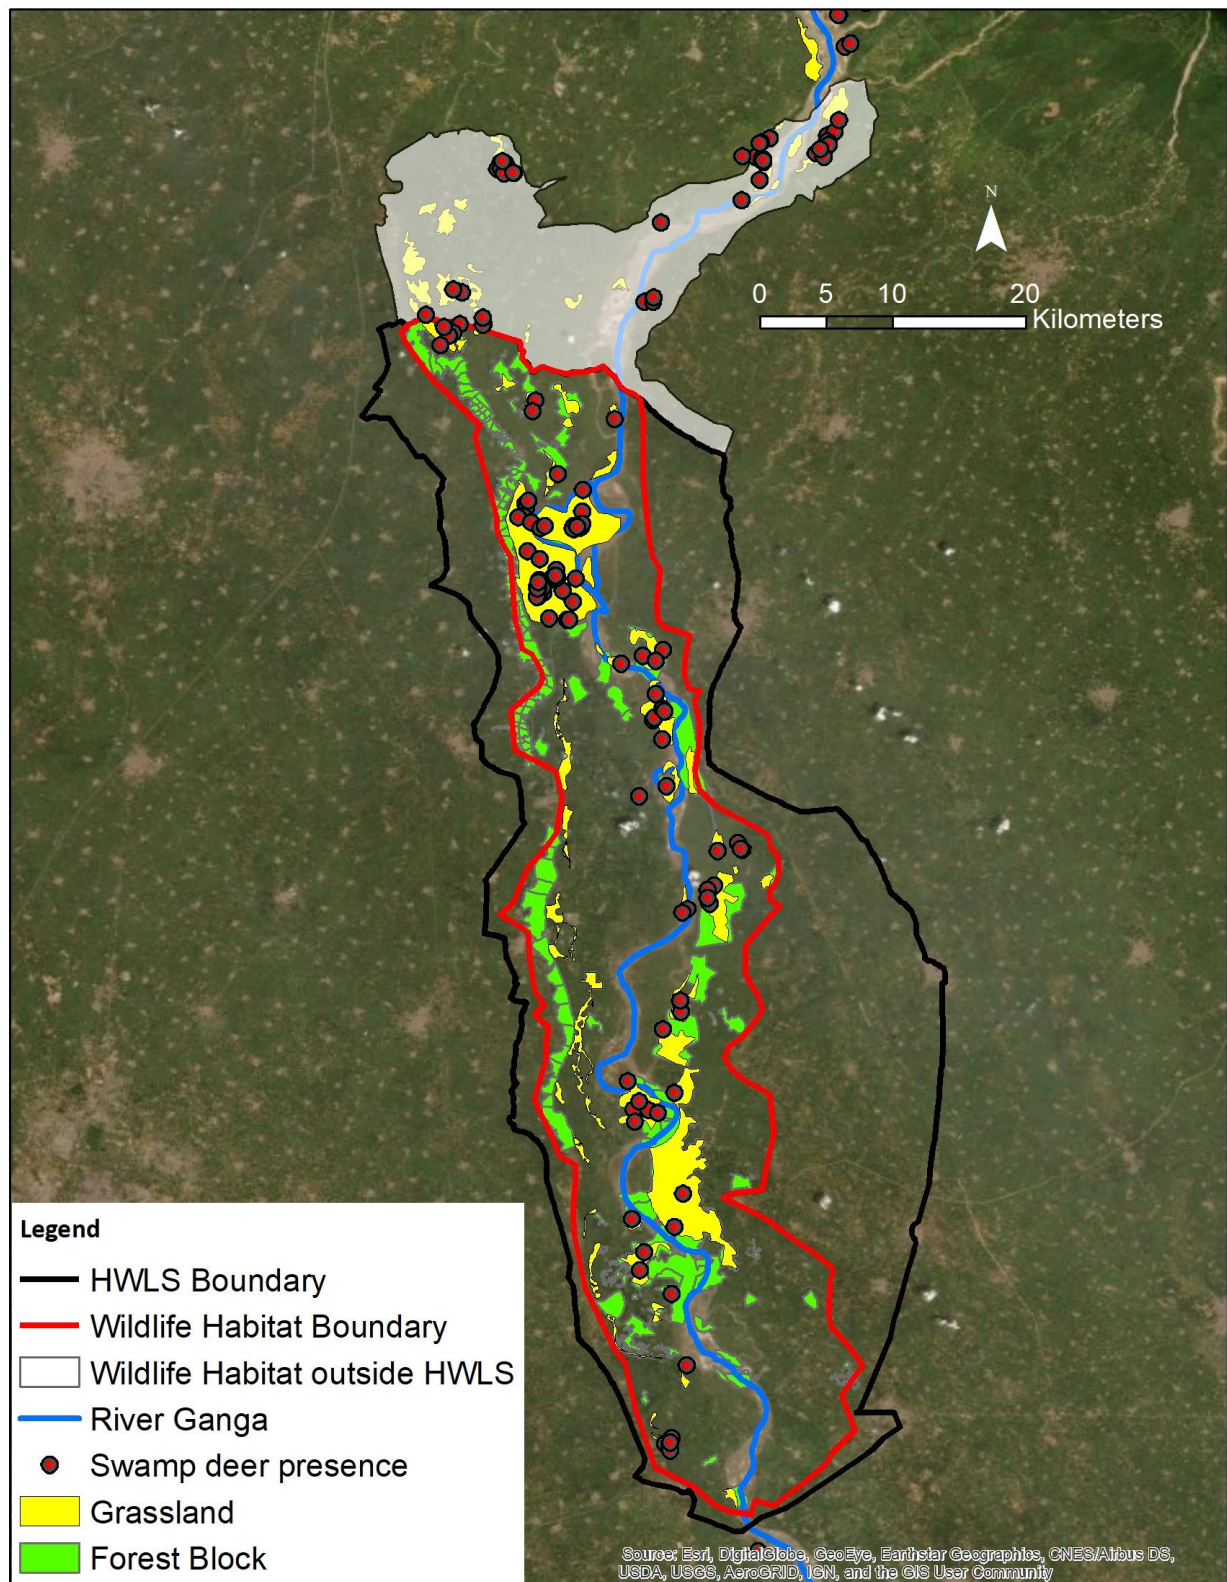 N
0 5 10 20
Kilometers
Legend
HWLS Boundary
Wildlife Habitat Boundary
Wildlife Habitat outside HWLS
River Ganga
Swamp deer presence
Grassland
Forest Block
Source: Esri, DigitalGlobe, GeoEye, Earthstar Geographics, CNES/Airbus DS,
USDA, USGS, AeroGRID, IGN, and the GIS User Community